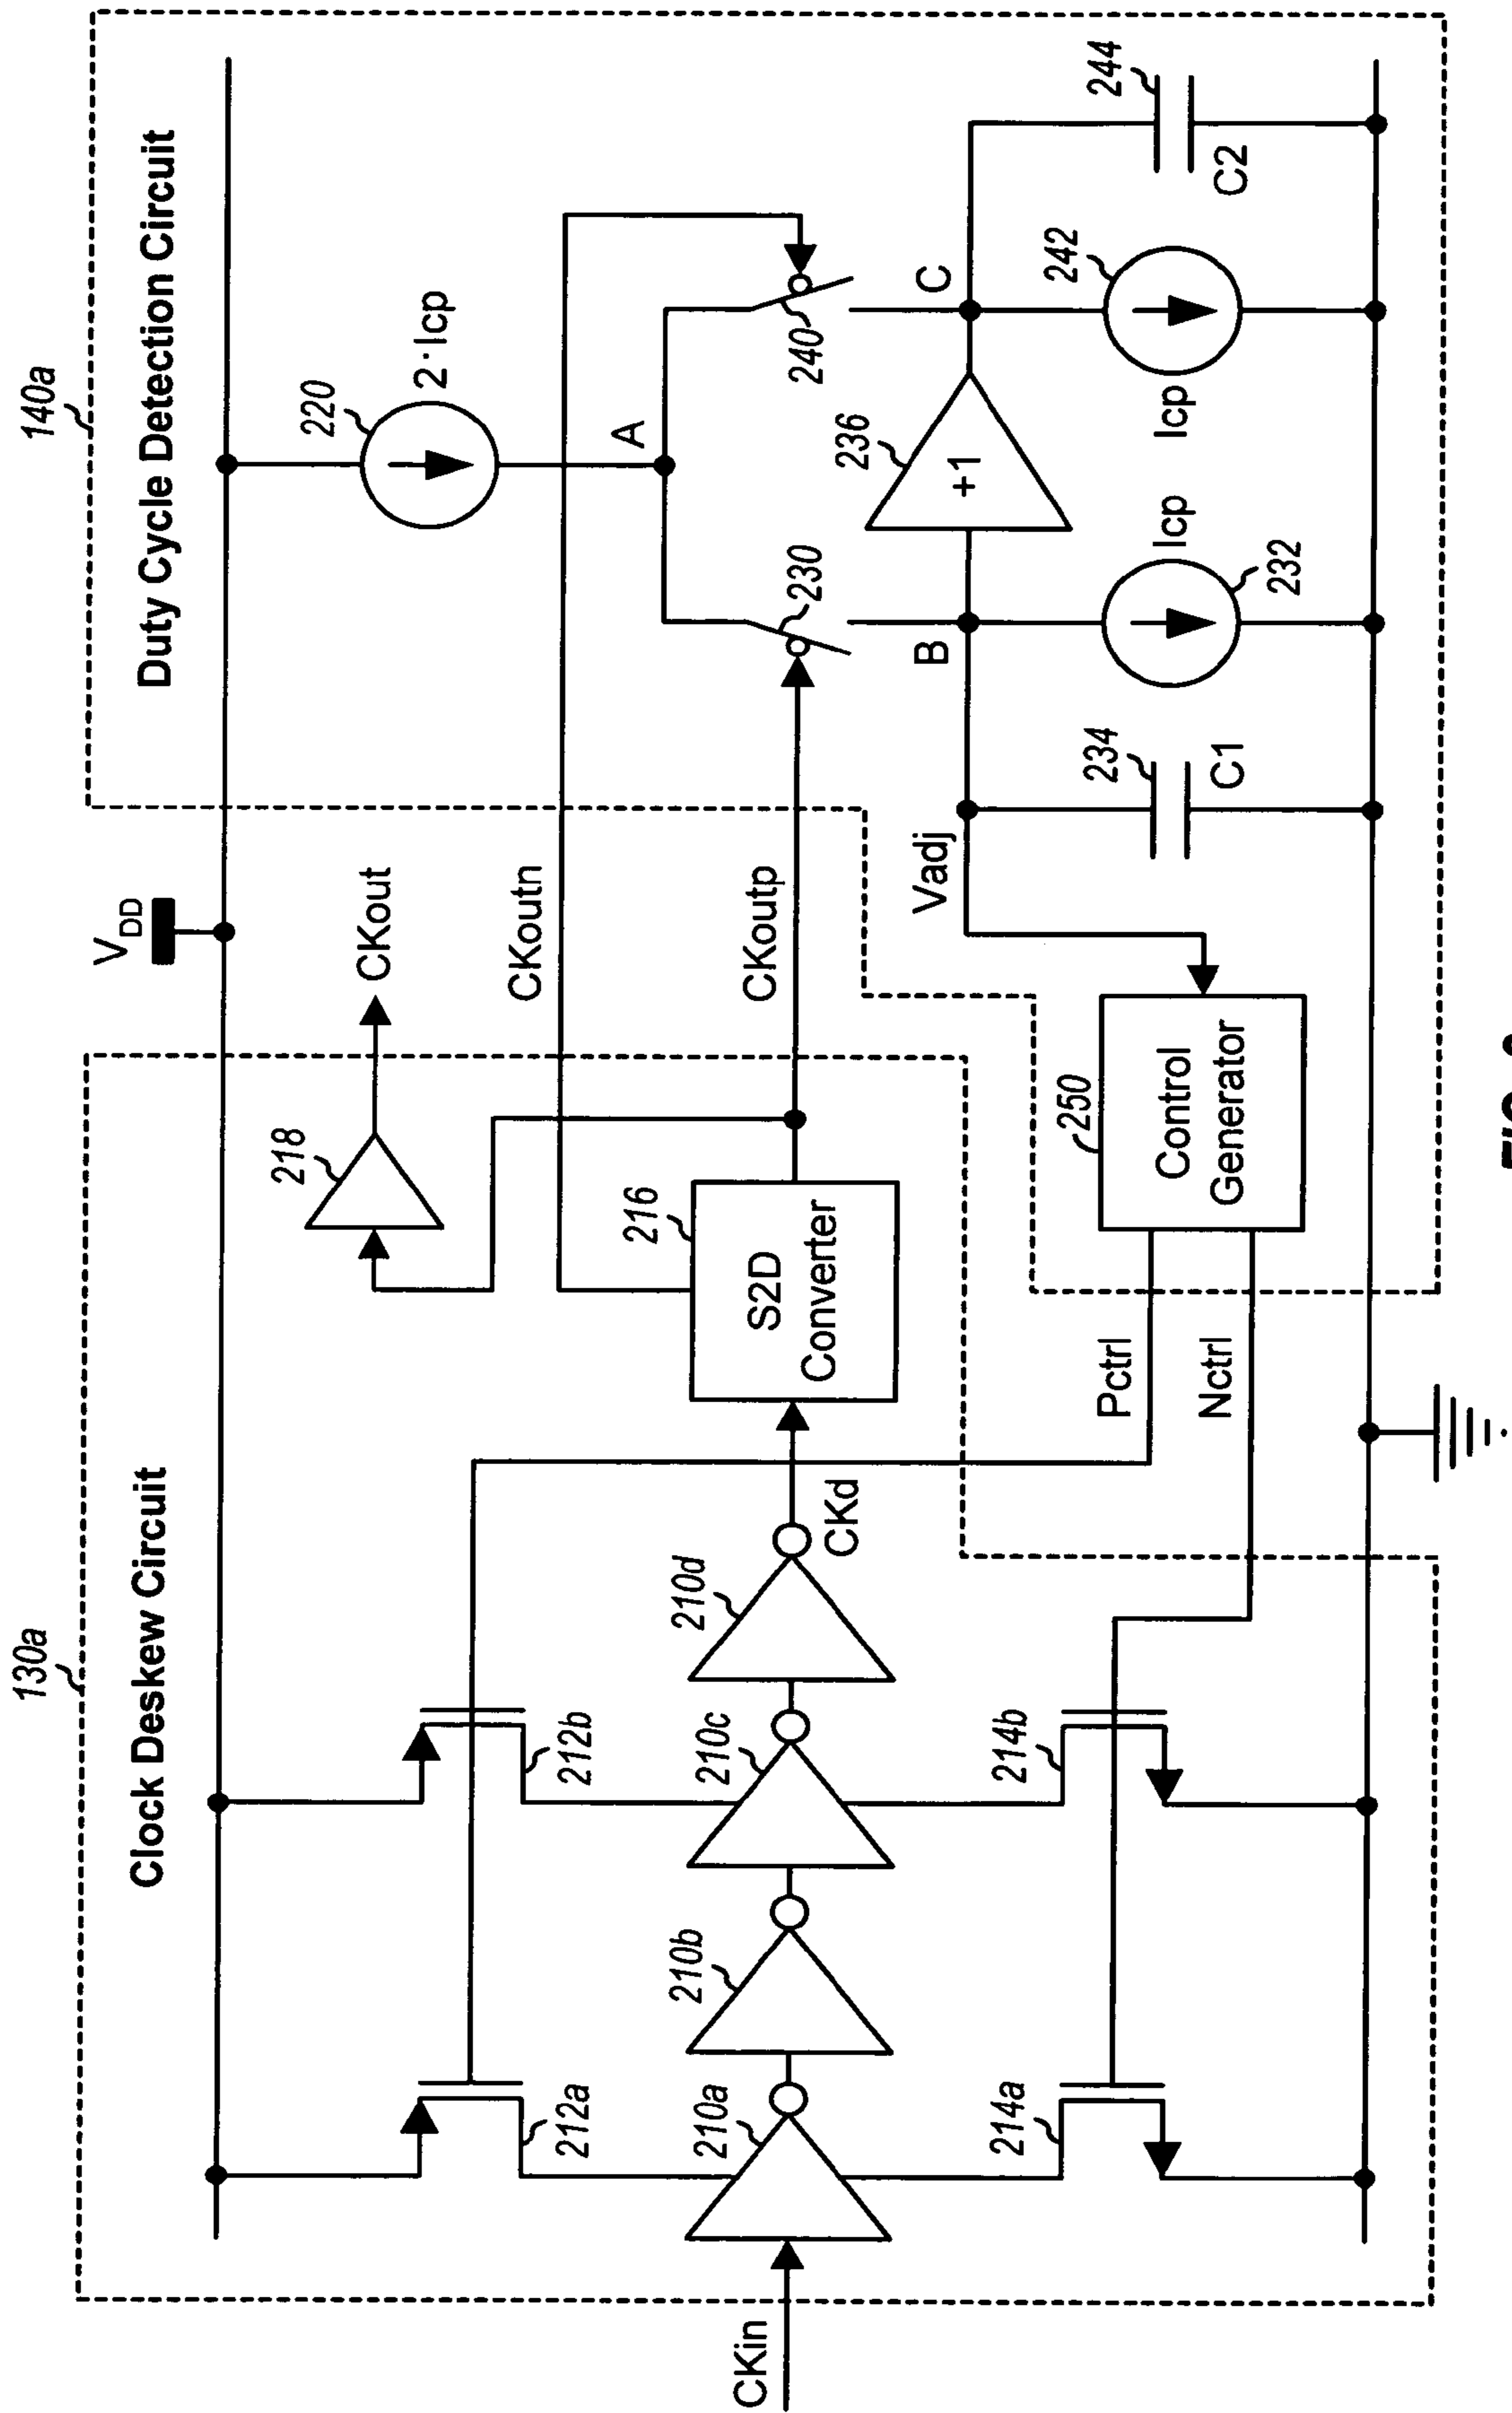 130a
Clock Deskew Circuit
140a
Duty Cycle Detection Circuit
V DD
218
CKout
220
2·Icp
212a
212b
CKoutn
A
CKin
210a
210b
210c
210d
CKd
216
S2D
Converter
CKoutp
230
240
214a
214b
Pctrl
Nctrl
250
Control
Generator
Vadj
B
236
+1
C
234
C1
232
Icp
242
Icp
244
C2